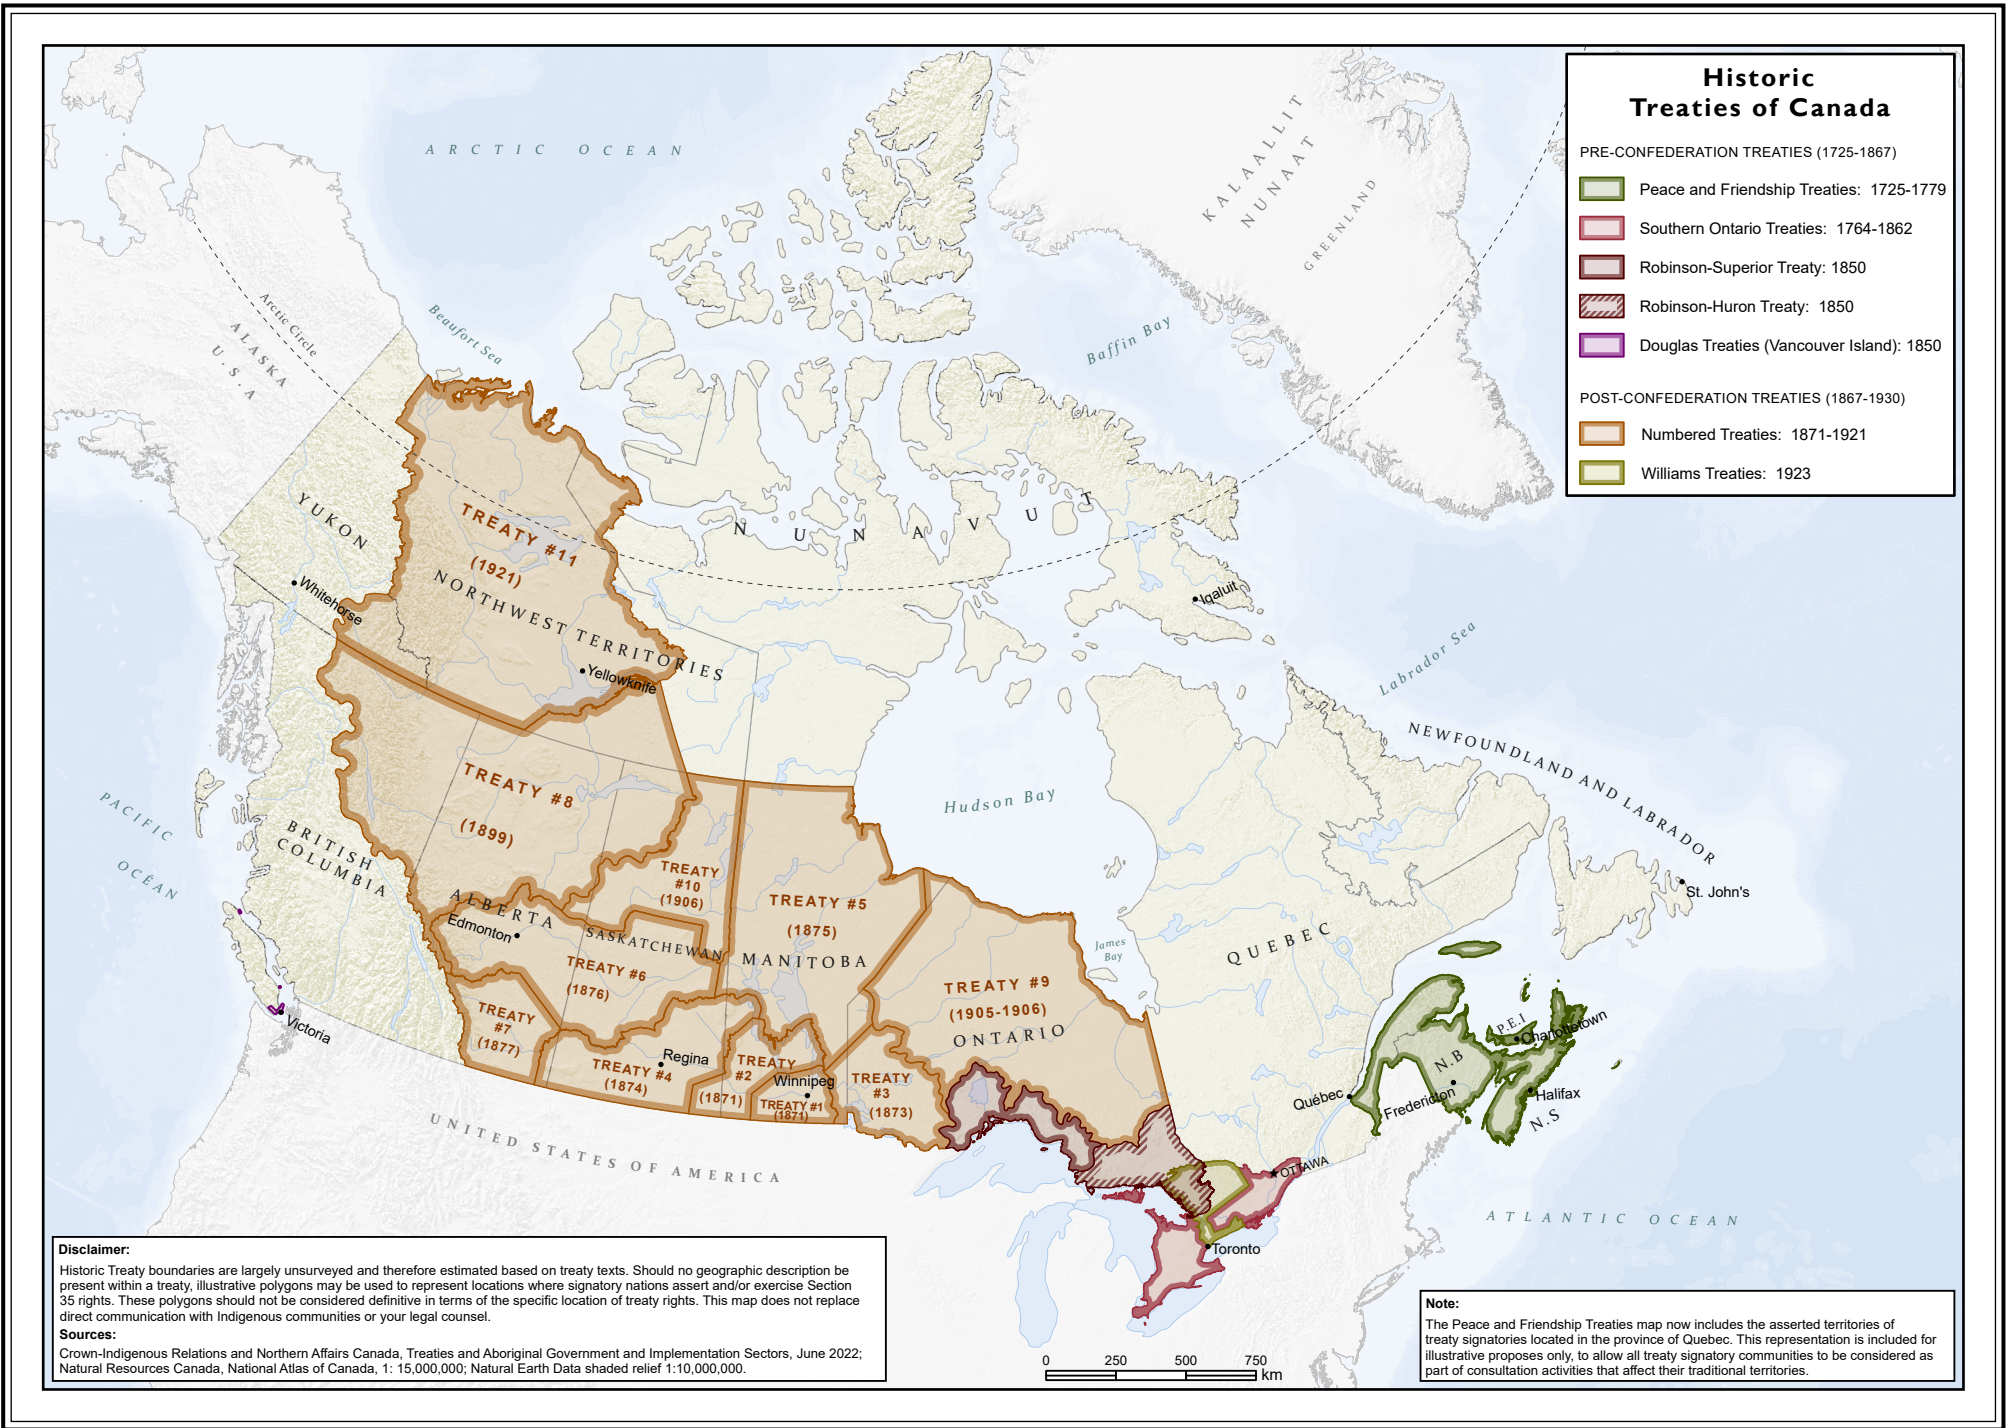 Historic
Treaties of Canada
PRE-CONFEDERATION TREATIES (1725-1867)
Peace and Friendship Treaties: 1725-1779
Southern Ontario Treaties: 1764-1862
Robinson-Superior Treaty: 1850
Robinson-Huron Treaty: 1850
Douglas Treaties (Vancouver Island): 1850
POST-CONFEDERATION TREATIES (1867-1930)
Numbered Treaties: 1871-1921
Williams Treaties: 1923
ARCTIC OCEAN
KALAALLIT
NUNAAT
GREENLAND
Arctic Circle
ALASKA
U.S.A
Beaufort Sea
Baffin Bay
YUKON
Whitehorse
TREATY #11
(1921)
NORTHWEST TERRITORIES
Yellowknife
NUNAVUT
Iqaluit
Labrador Sea
NEWFOUNDLAND AND LABRADOR
St. John's
PACIFIC
OCÉAN
BRITISH
COLUMBIA
TREATY #8
(1899)
Hudson Bay
James
Bay
ALBERTA
Edmonton
SASKATCHEWAN
TREATY
#10
(1906)
TREATY #5
(1875)
MANITOBA
TREATY #6
(1876)
TREATY #9
(1905-1906)
ONTARIO
QUEBEC
TREATY
#7
(1877)
TREATY #4
(1874)
Regina
TREATY
#2
(1871)
Winnipeg
TREATY #1
(1871)
TREATY
#3
(1873)
Victoria
Québec
N.B
Fredericton
P.E.I
Charlottetown
Halifax
N.S
OTTAWA
Toronto
UNITED STATES OF AMERICA
ATLANTIC OCEAN
Disclaimer:
Historic Treaty boundaries are largely unsurveyed and therefore estimated based on treaty texts. Should no geographic description be
present within a treaty, illustrative polygons may be used to represent locations where signatory nations assert and/or exercise Section
35 rights. These polygons should not be considered definitive in terms of the specific location of treaty rights. This map does not replace
direct communication with Indigenous communities or your legal counsel.
Sources:
Crown-Indigenous Relations and Northern Affairs Canada, Treaties and Aboriginal Government and Implementation Sectors, June 2022;
Natural Resources Canada, National Atlas of Canada, 1: 15,000,000; Natural Earth Data shaded relief 1:10,000,000.
0 250 500 750
km
Note:
The Peace and Friendship Treaties map now includes the asserted territories of
treaty signatories located in the province of Quebec. This representation is included for
illustrative proposes only, to allow all treaty signatory communities to be considered as
part of consultation activities that affect their traditional territories.